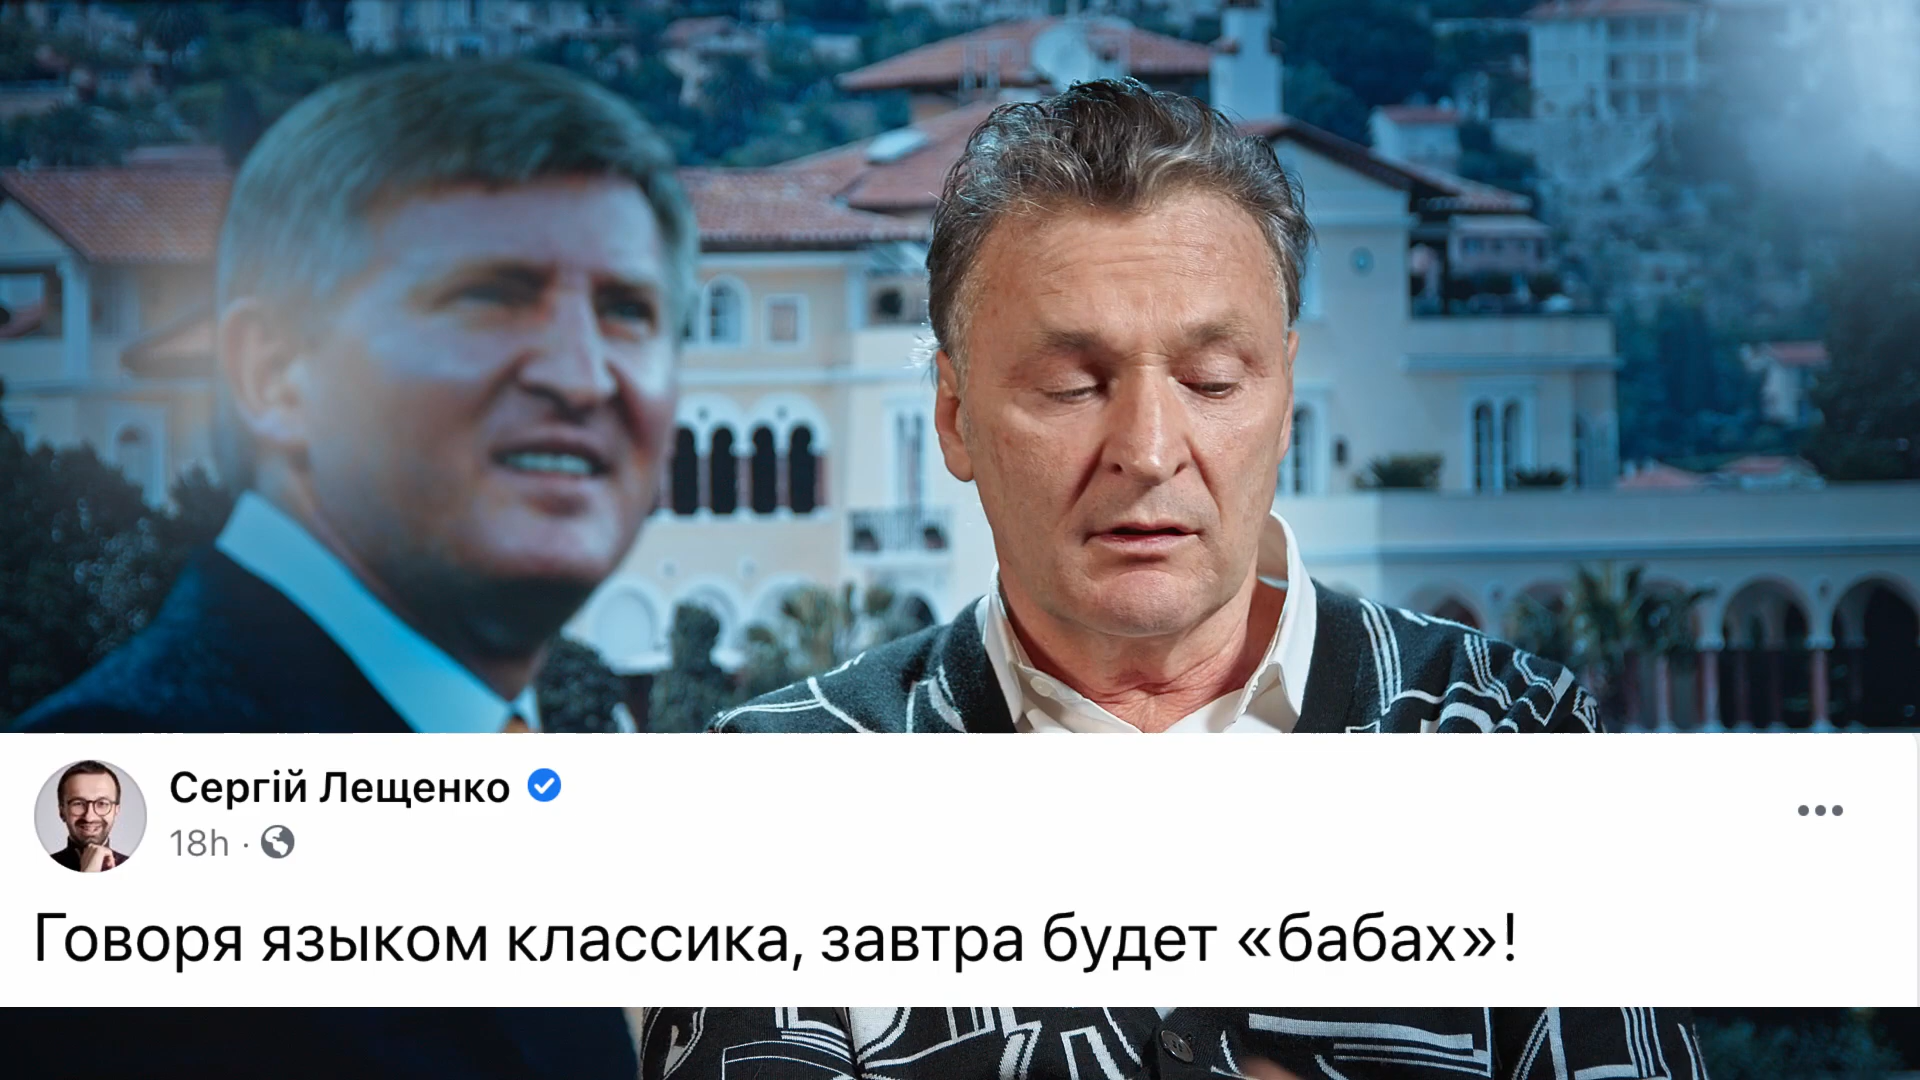 Сергій Лещенко
18h ·
Говоря языком классика, завтра будет «бабах»!